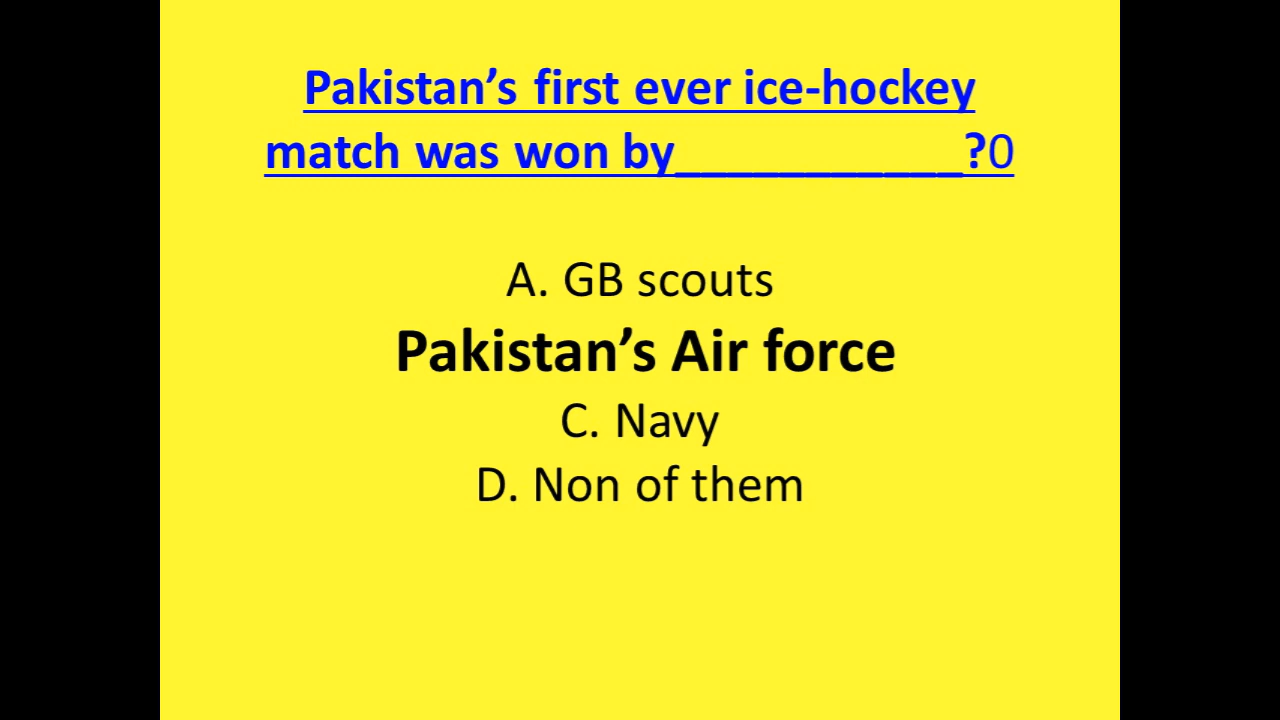 Pakistan’s first ever ice-hockey
match was won by___________?0
A. GB scouts
Pakistan’s Air force
C. Navy
D. Non of them